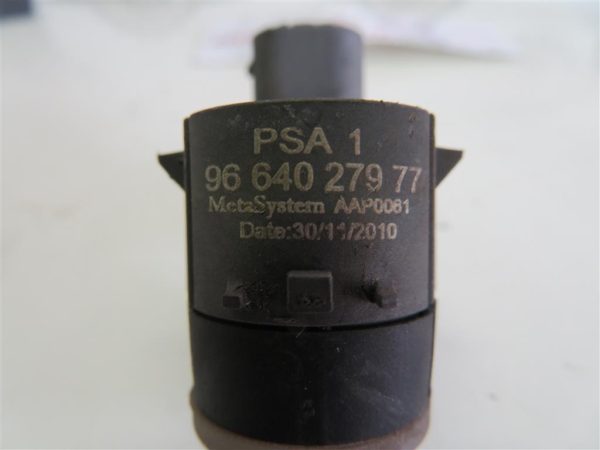 PSA 1
96 640 279 77
MetaSystem AAP0061
Date:30/11/2010